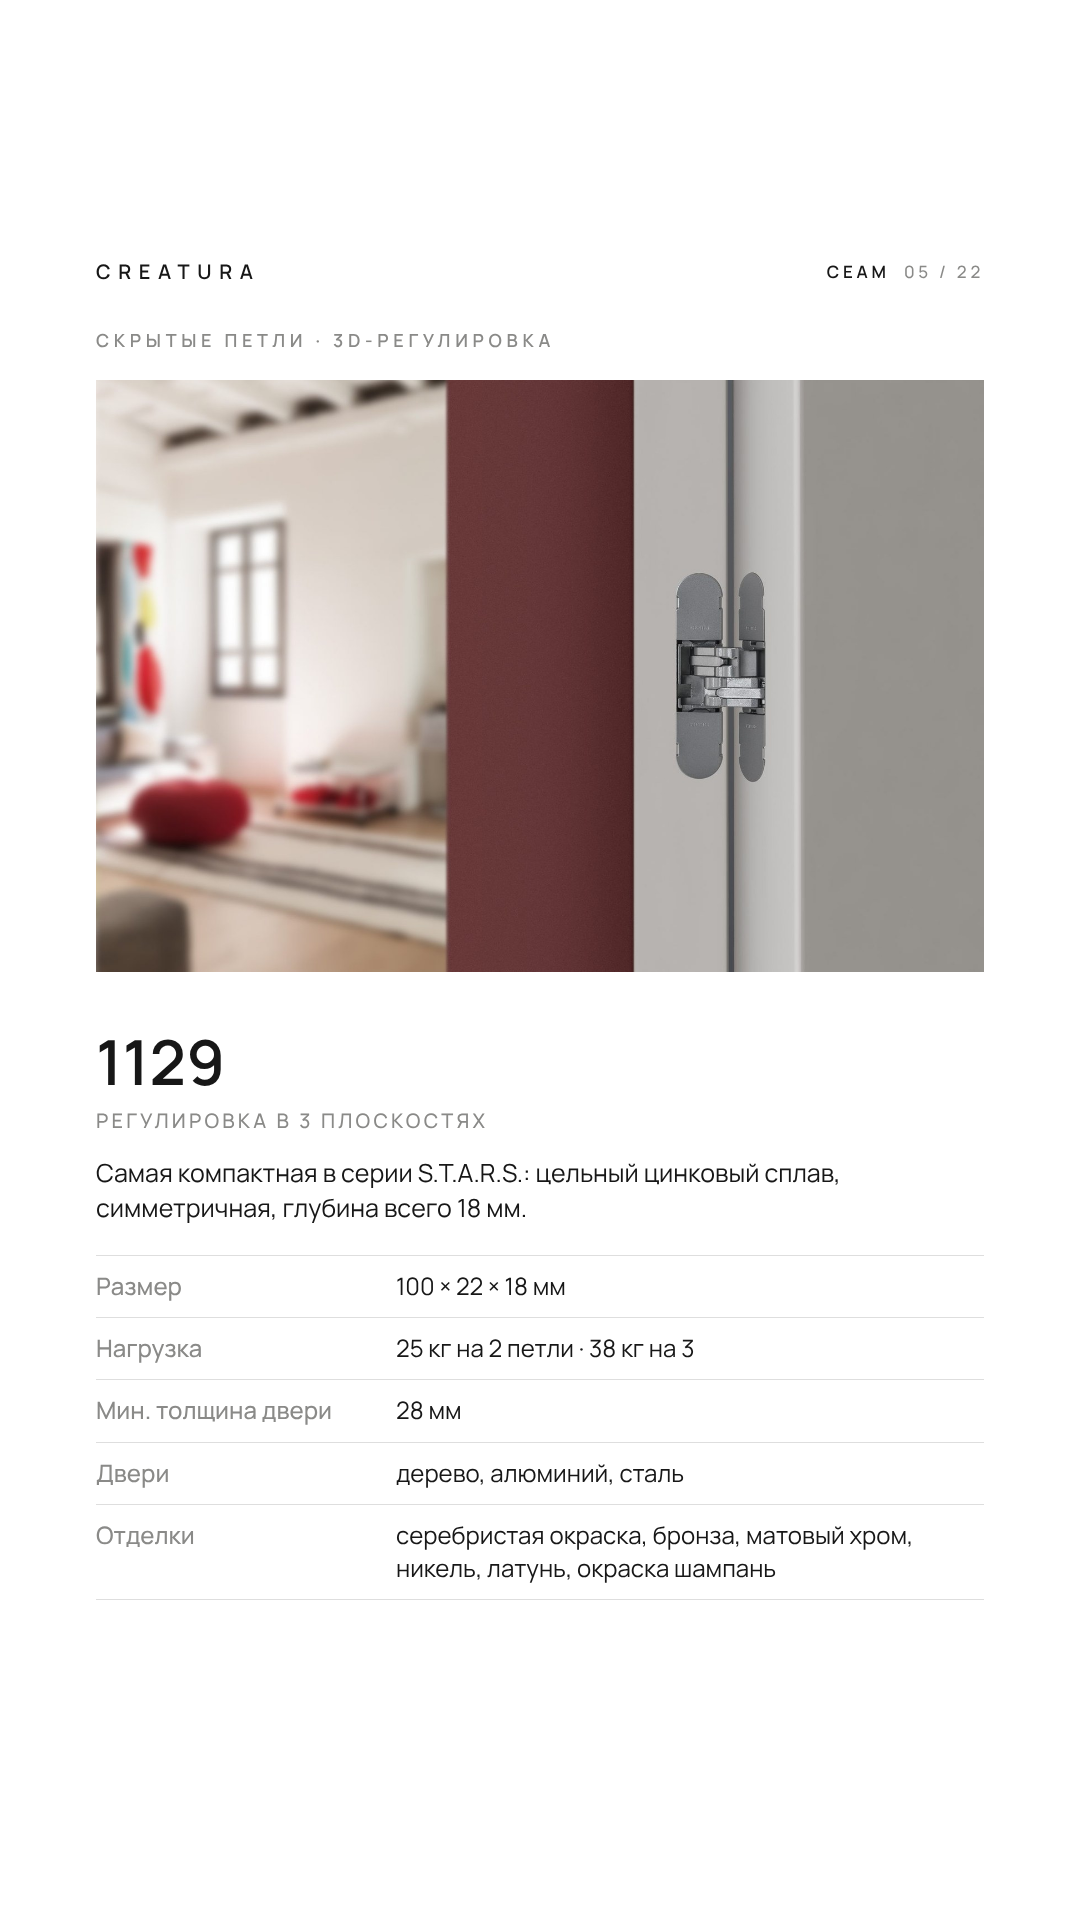 CREATURA
CEAM 05 / 22
СКРЫТЫЕ ПЕТЛИ · 3D-РЕГУЛИРОВКА
1129
РЕГУЛИРОВКА В 3 ПЛОСКОСТЯХ
Самая компактная в серии S.T.A.R.S.: цельный цинковый сплав,
симметричная, глубина всего 18 мм.
Размер 100 × 22 × 18 мм
Нагрузка 25 кг на 2 петли · 38 кг на 3
Мин. толщина двери 28 мм
Двери дерево, алюминий, сталь
Отделки серебристая окраска, бронза, матовый хром,
никель, латунь, окраска шампань